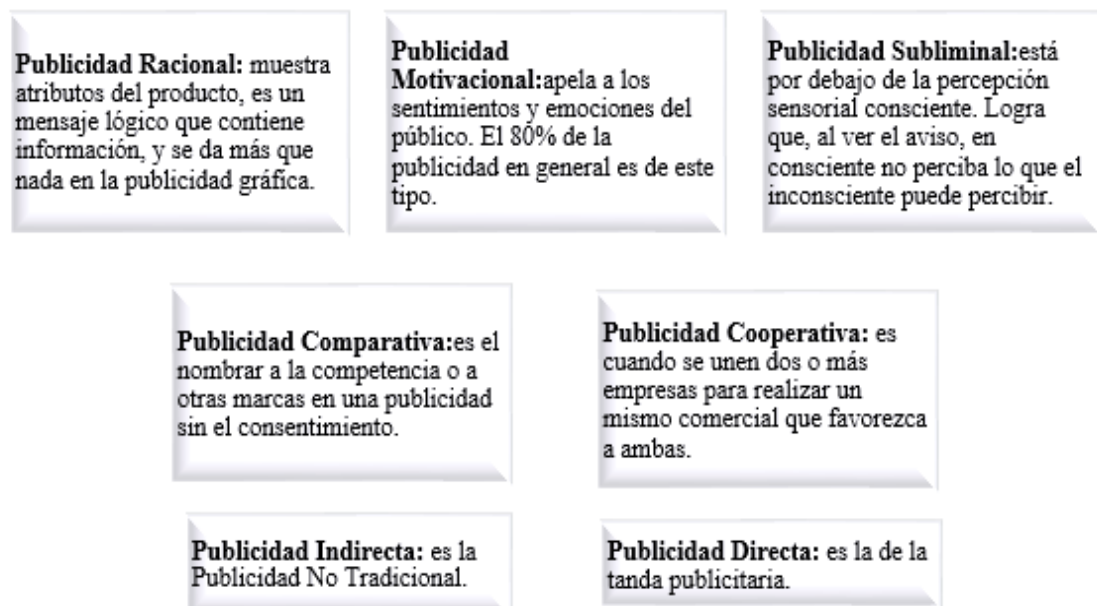 Publicidad Racional: muestra
atributos del producto, es un
mensaje lógico que contiene
información, y se da más que
nada en la publicidad gráfica.
Publicidad
Motivacional:apela a los
sentimientos y emociones del
público. El 80% de la
publicidad en general es de este
tipo.
Publicidad Subliminal:está
por debajo de la percepción
sensorial consciente. Logra
que, al ver el aviso, en
consciente no perciba lo que el
inconsciente puede percibir.
Publicidad Comparativa:es el
nombrar a la competencia o a
otras marcas en una publicidad
sin el consentimiento.
Publicidad Cooperativa: es
cuando se unen dos o más
empresas para realizar un
mismo comercial que favorezca
a ambas.
Publicidad Indirecta: es la
Publicidad No Tradicional.
Publicidad Directa: es la de la
tanda publicitaria.